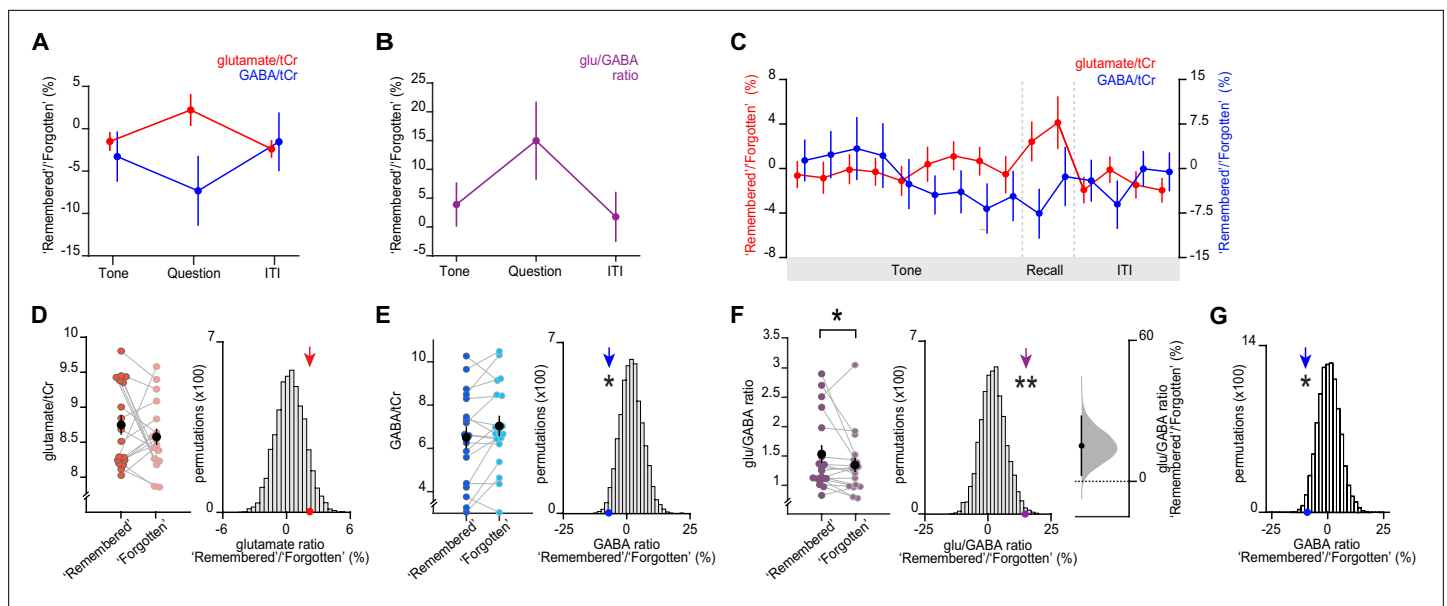 A
glutamate/tCr
GABA/tCr
'Remembered'/'Forgotten' (%)
5
-5
-5
-10
-15
Tone
Question
ITI
B
glu/GABA
ratio
'Remembered'/'Forgotten' (%)
25
20
15
10
5
0
-5
Tone
Question
ITI
C
glutamate/tCr
GABA/tCr
'Remembered'/'Forgotten' (%)
8
4
0
-4
-8
15
7.5
0
-7.5
-15
'Remembered'/'Forgotten' (%)
Tone
Recall
ITI
D
glutamate/tCr
10
9.5
9
8.5
8
'Remembered'
'Forgotten'
permutations (x100)
7
0
-6
0
6
glutamate ratio
'Remembered'/'Forgotten' (%)
E
GABA/tCr
10
8
6
4
'Remembered'
'Forgotten'
permutations (x100)
7
0
*
-25
0
25
GABA ratio
'Remembered'/'Forgotten' (%)
F
glu/GABA ratio
3.5
3
2.5
2
1.5
1
*
'Remembered'
'Forgotten'
permutations (x100)
7
0
**
-25
0
25
glu/GABA ratio
'Remembered'/'Forgotten' (%)
60
0
glu/GABA ratio
'Remembered'/'Forgotten' (%)
G
permutations (x100)
14
0
*
-25
0
25
GABA ratio
'Remembered'/'Forgotten' (%)